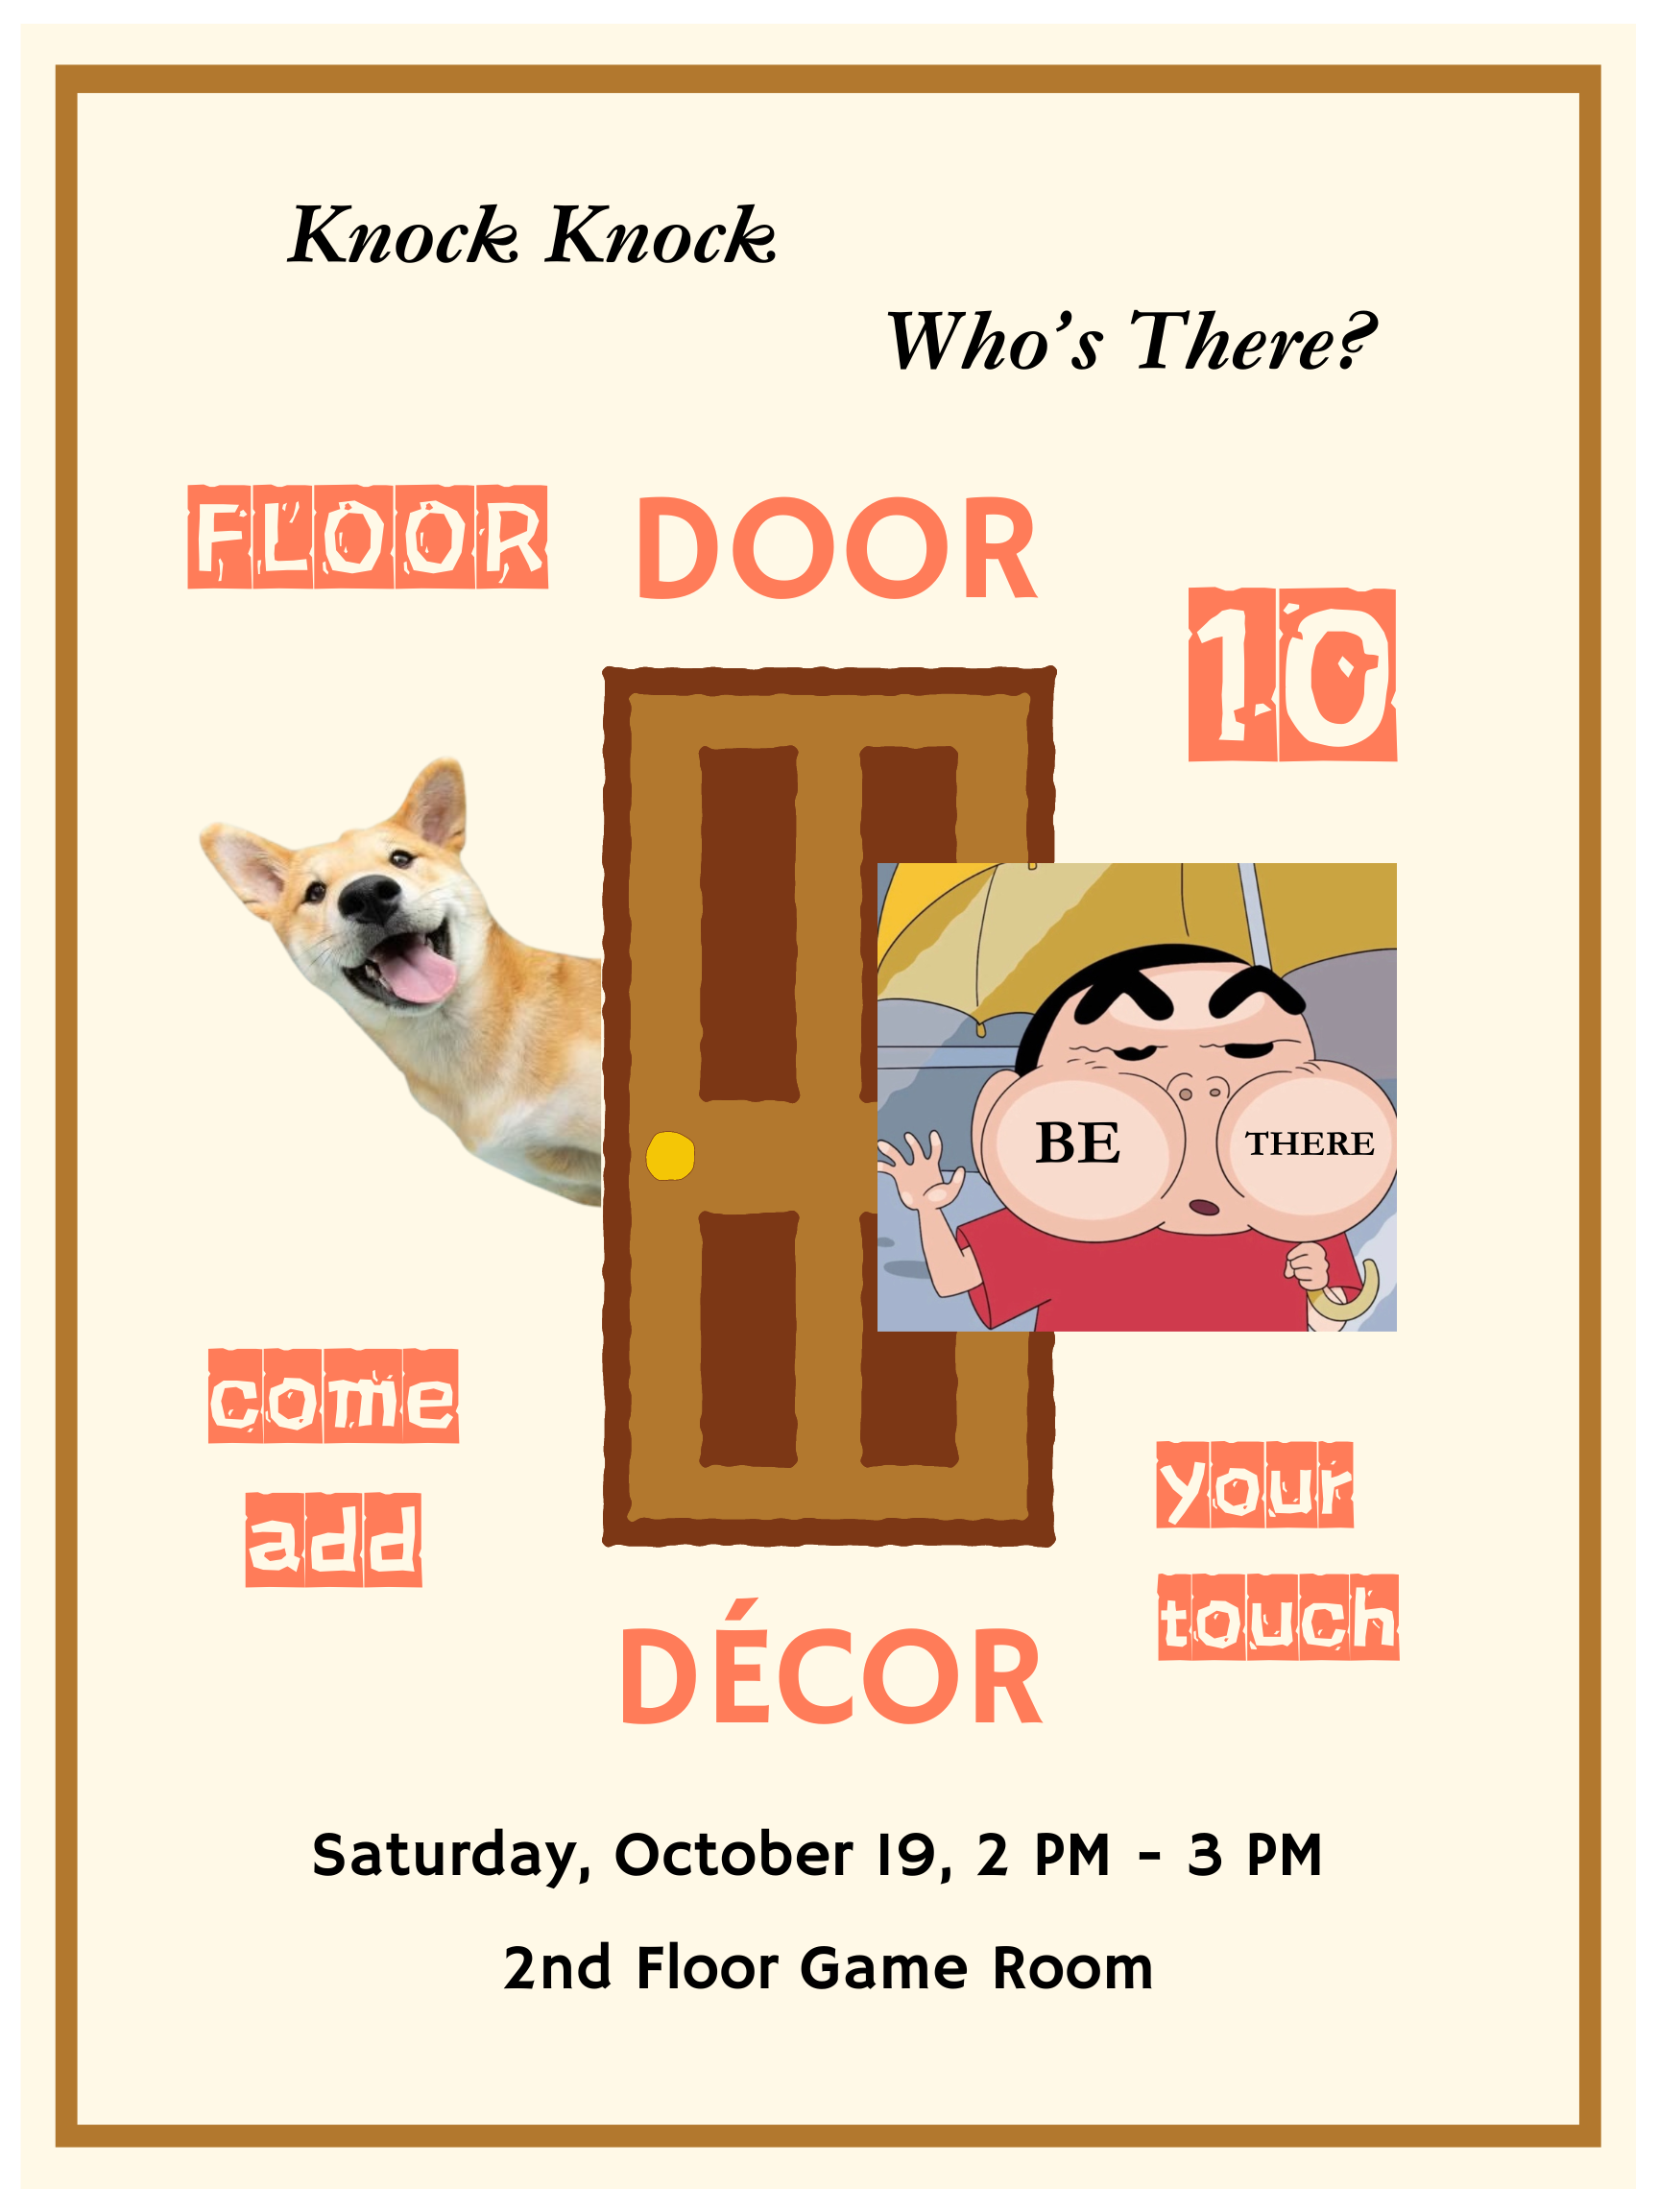 Knock Knock
Who's There?
FLOOR
DOOR
10
BE
THERE
come
add
your
touch
DÉCOR
Saturday, October 19, 2 PM - 3 PM
2nd Floor Game Room